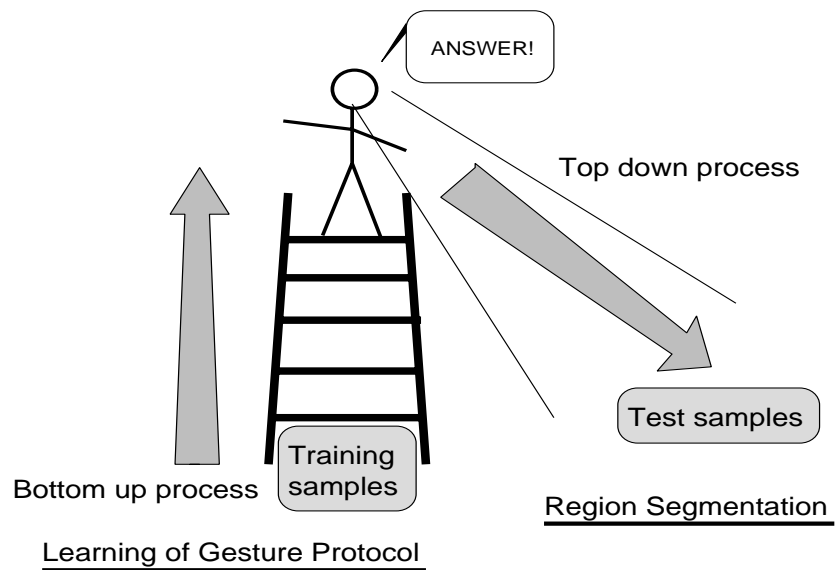 ANSWER!
Top down process
Test samples
Training
samples
Bottom up process
Region Segmentation
Learning of Gesture Protocol